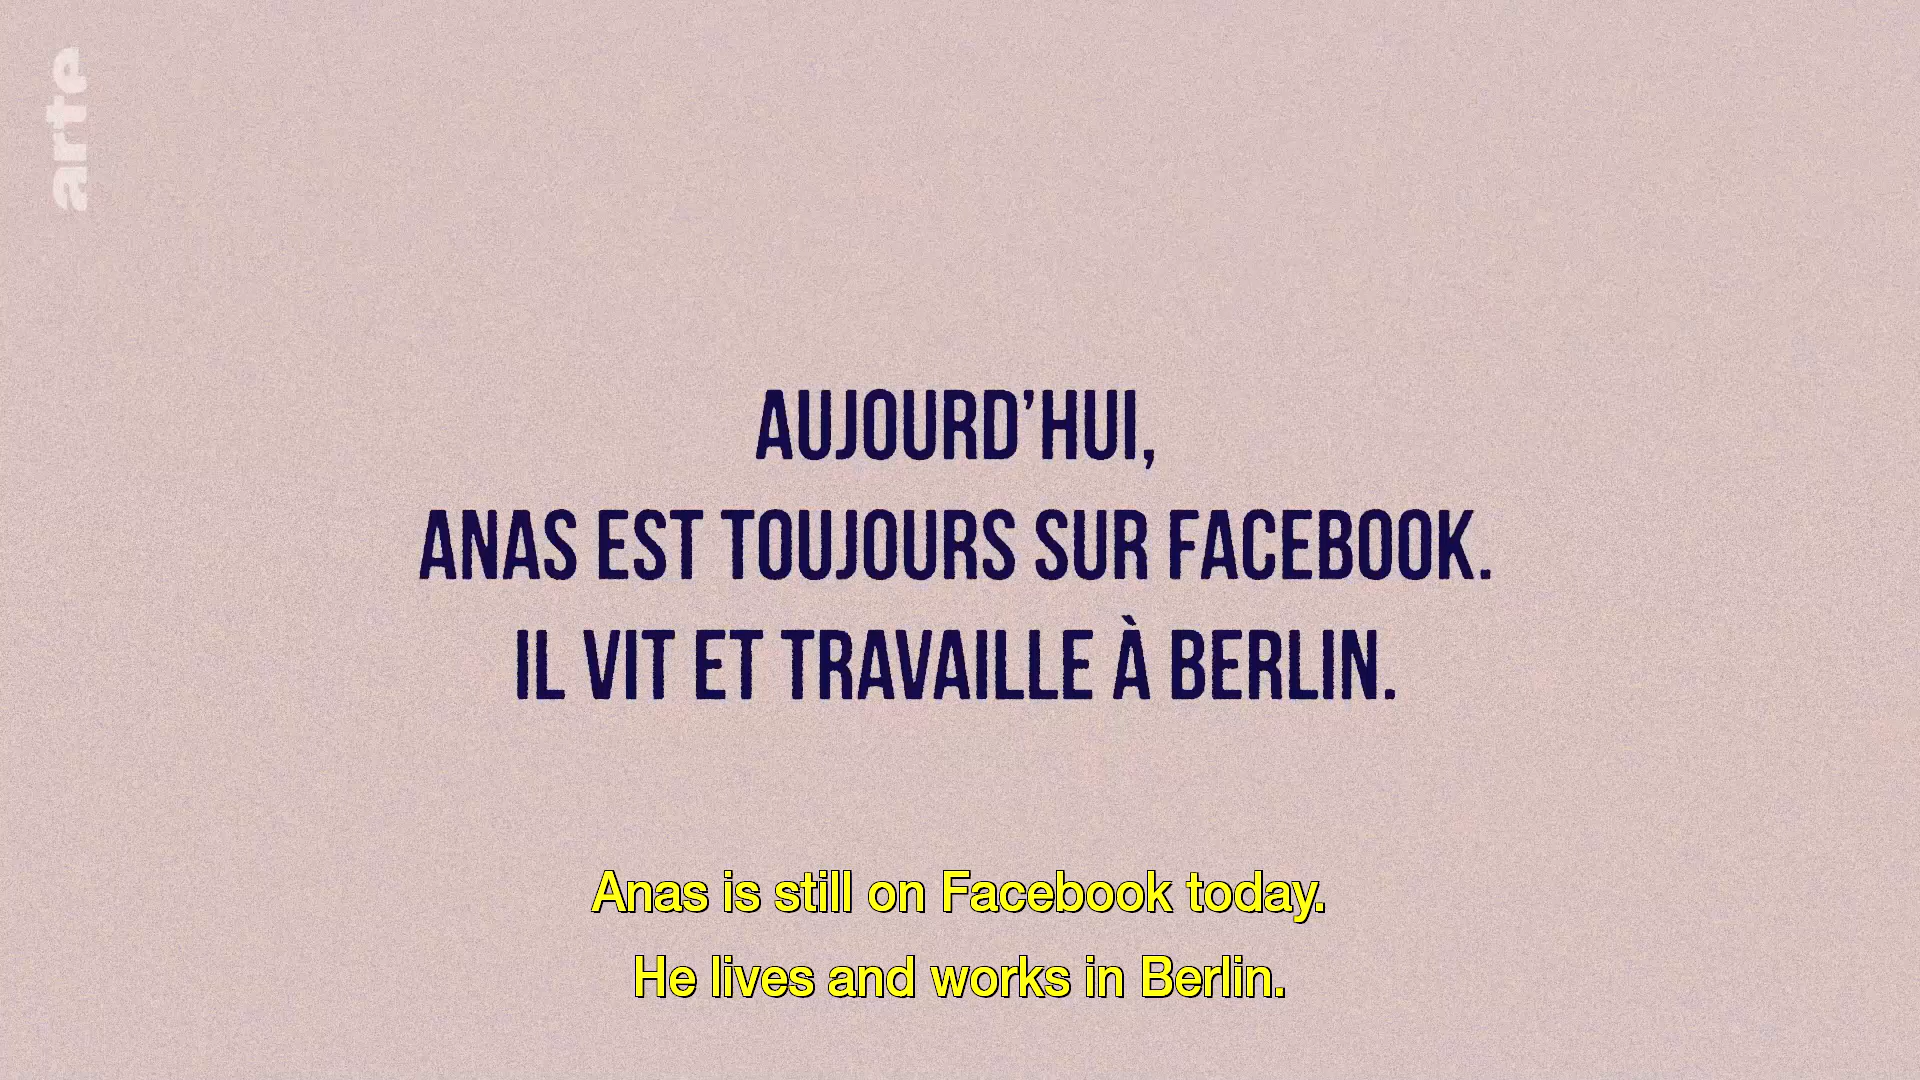 arte
AUJOURD’HUI,
ANAS EST TOUJOURS SUR FACEBOOK.
IL VIT ET TRAVAILLE À BERLIN.
Anas is still on Facebook today.
He lives and works in Berlin.